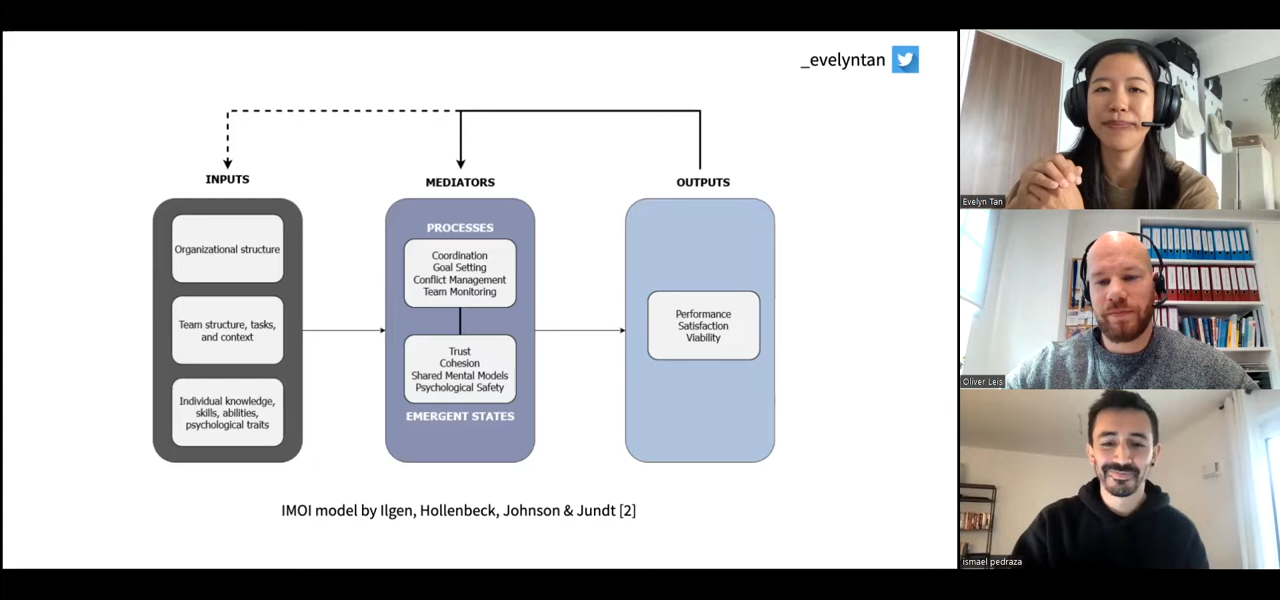 _evelyntan
INPUTS
MEDIATORS
OUTPUTS
Organizational structure
Team structure, tasks,
and context
Individual knowledge,
skills, abilities,
psychological traits
PROCESSES
Coordination
Goal Setting
Conflict Management
Team Monitoring
Trust
Cohesion
Shared Mental Models
Psychological Safety
EMERGENT STATES
Performance
Satisfaction
Viability
IMOI model by Ilgen, Hollenbeck, Johnson & Jundt [2]
Evelyn Tan
Oliver Leis
ismael pedraza